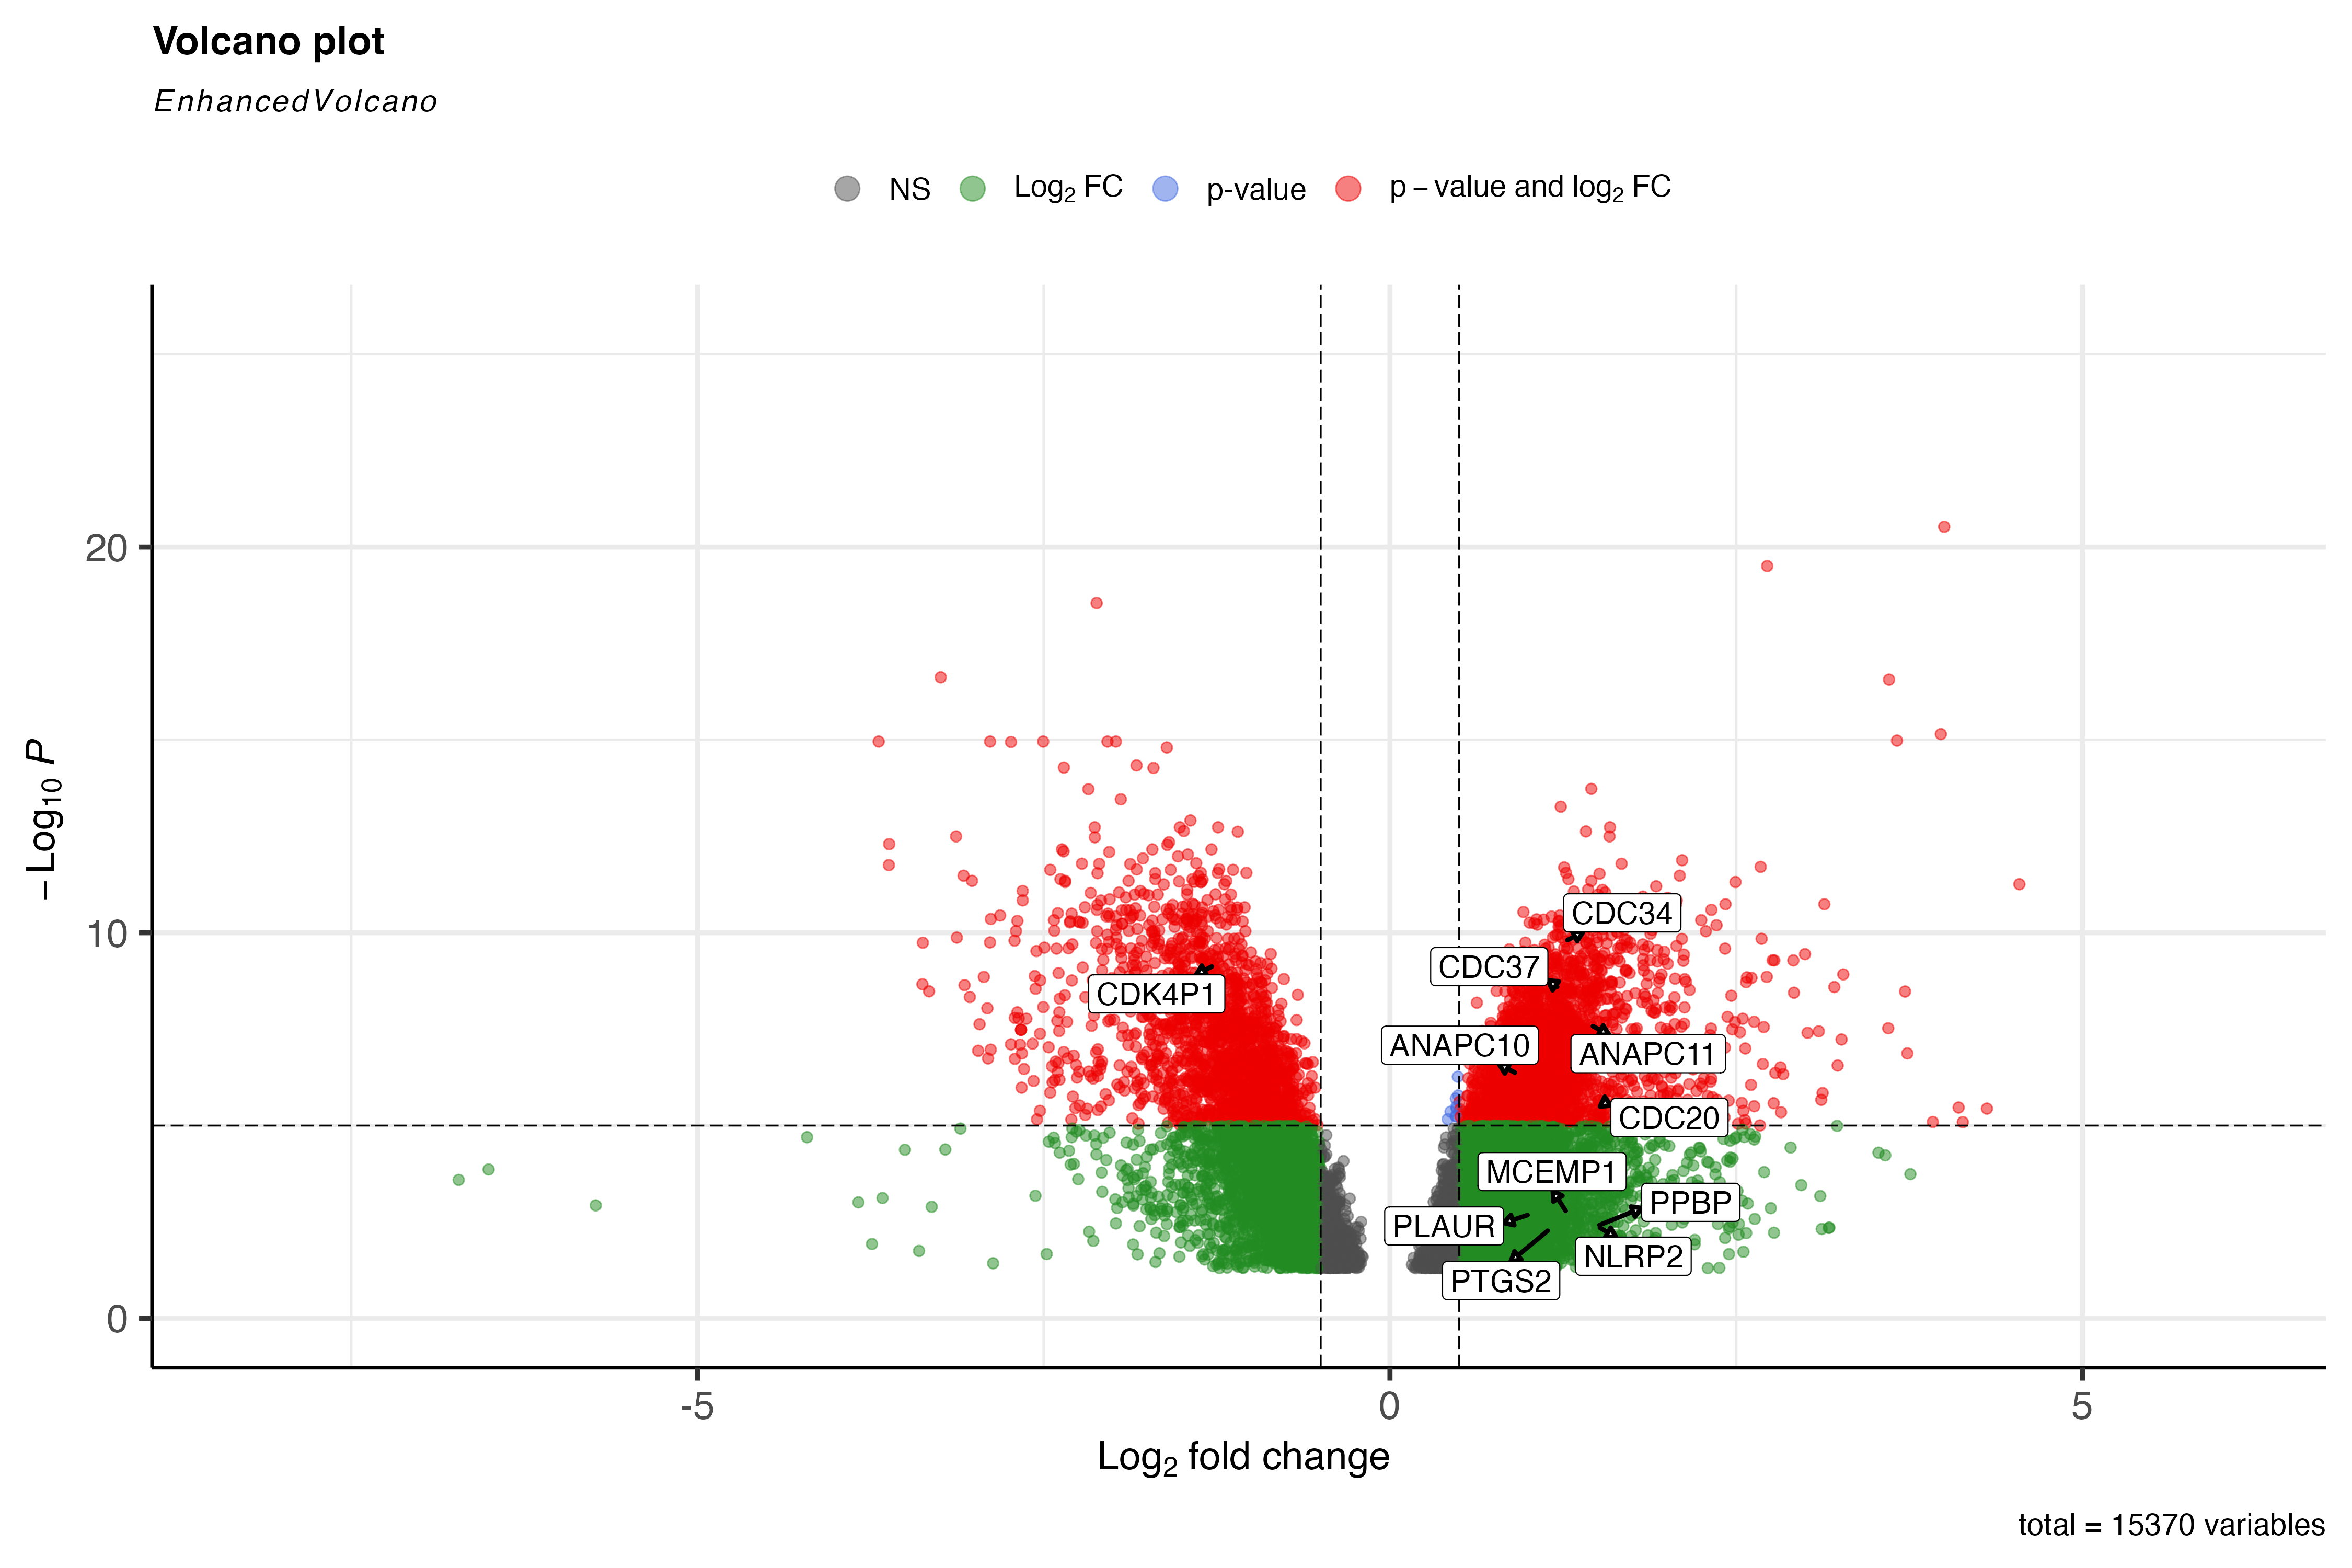 Volcano plot
EnhancedVolcano
NS Log₂ FC p-value p − value and log₂ FC
−Log₁₀ P
20
10
0
CDC34
CDC37
CDK4P1
ANAPC10
ANAPC11
CDC20
MCEMP1
PPBP
PLAUR
NLRP2
PTGS2
-5 0 5
Log₂ fold change
total = 15370 variables